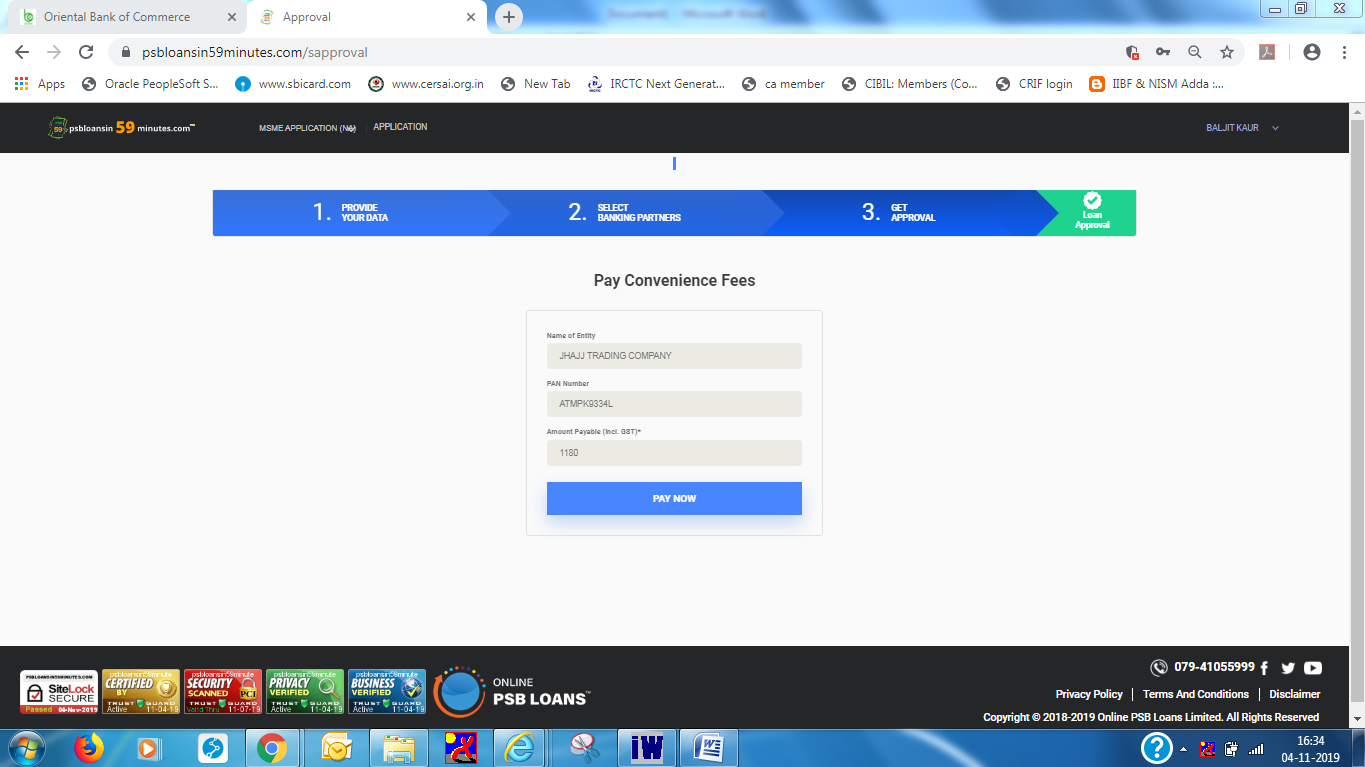 Document1 - Microsoft Word
Oriental Bank of Commerce
Approval
psbloansin59minutes.com/sapproval
Apps Oracle PeopleSoft S... www.sbicard.com www.cersai.org.in New Tab IRCTC Next Generat... ca member CIBIL: Members (Co... CRIF login IIBF & NISM Adda :...
psbloansin 59 minutes.com™ MSME APPLICATION APPLICATION BALJIT KAUR
1. PROVIDE
YOUR DATA
2. SELECT
BANKING PARTNERS
3. GET
APPROVAL
Loan
Approval
Pay Convenience Fees
Name of Entity
JHAJJ TRADING COMPANY
PAN Number
ATMPK9334L
Amount Payable (Incl. GST)*
1180
PAY NOW
PSBLOANSIN59MINUTES.COM
SiteLock
SECURE
Passed 04-Nov-2019
psbloansin59minute
CERTIFIED
BY
TRUST GUARD
Active 11-04-19
psbloansin59minute
SECURITY
SCANNED PCI
TRUST GUARD
Valid Thru 11-07-19
psbloansin59minute
PRIVACY
VERIFIED
TRUST GUARD
Active 11-04-19
psbloansin59minute
BUSINESS
VERIFIED
TRUST GUARD
Active 11-04-19
ONLINE
PSB LOANS™
079-41055999
Privacy Policy | Terms And Conditions | Disclaimer
Copyright © 2018-2019 Online PSB Loans Limited. All Rights Reserved
16:34
04-11-2019